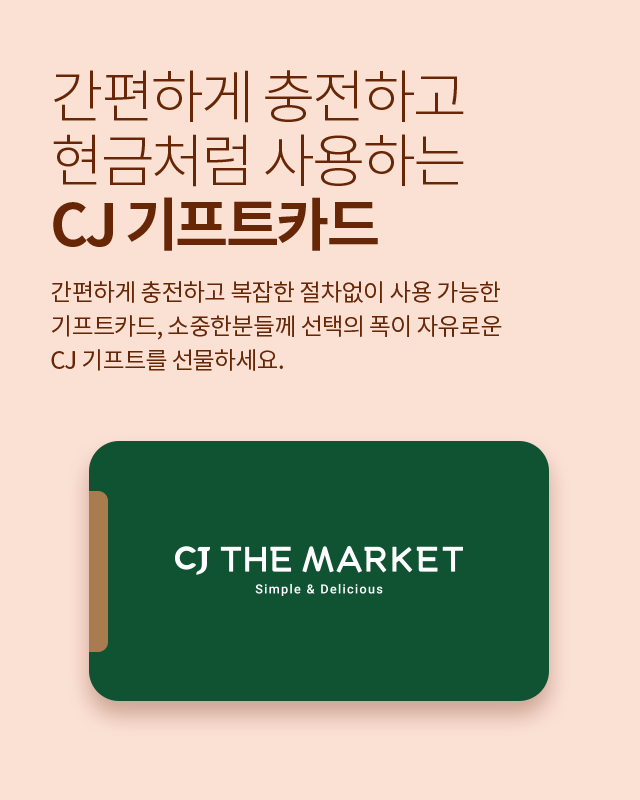 간편하게 충전하고
현금처럼 사용하는
CJ 기프트카드
간편하게 충전하고 복잡한 절차없이 사용 가능한
기프트카드, 소중한분들께 선택의 폭이 자유로운
CJ 기프트를 선물하세요.
CJ THE MARKET
Simple & Delicious